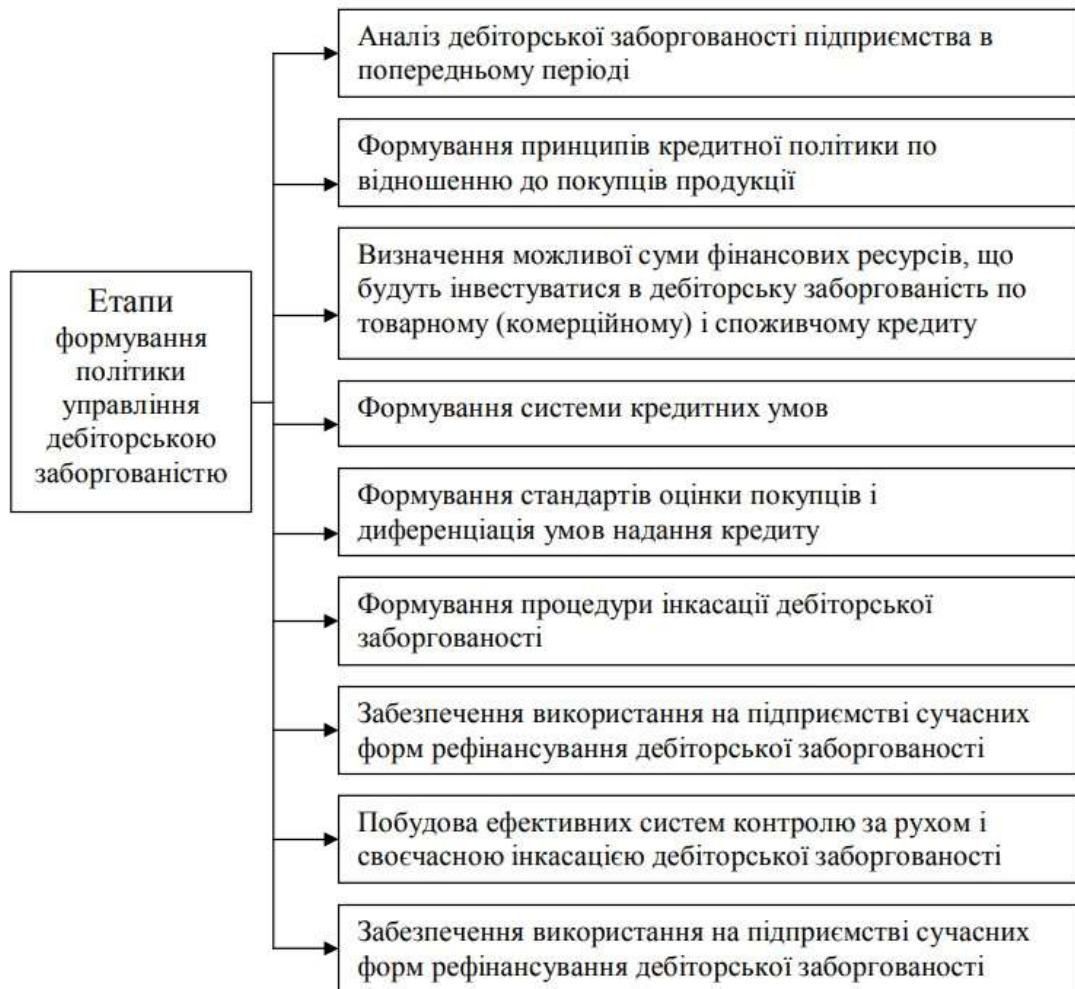 Етапи
формування
політики
управління
дебіторською
заборгованістю
Аналіз дебіторської заборгованості підприємства в
попередньому періоді
Формування принципів кредитної політики по
відношенню до покупців продукції
Визначення можливої суми фінансових ресурсів, що
будуть інвестуватися в дебіторську заборгованість по
товарному (комерційному) і споживчому кредиту
Формування системи кредитних умов
Формування стандартів оцінки покупців і
диференціація умов надання кредиту
Формування процедури інкасації дебіторської
заборгованості
Забезпечення використання на підприємстві сучасних
форм рефінансування дебіторської заборгованості
Побудова ефективних систем контролю за рухом і
своєчасною інкасацією дебіторської заборгованості
Забезпечення використання на підприємстві сучасних
форм рефінансування дебіторської заборгованості